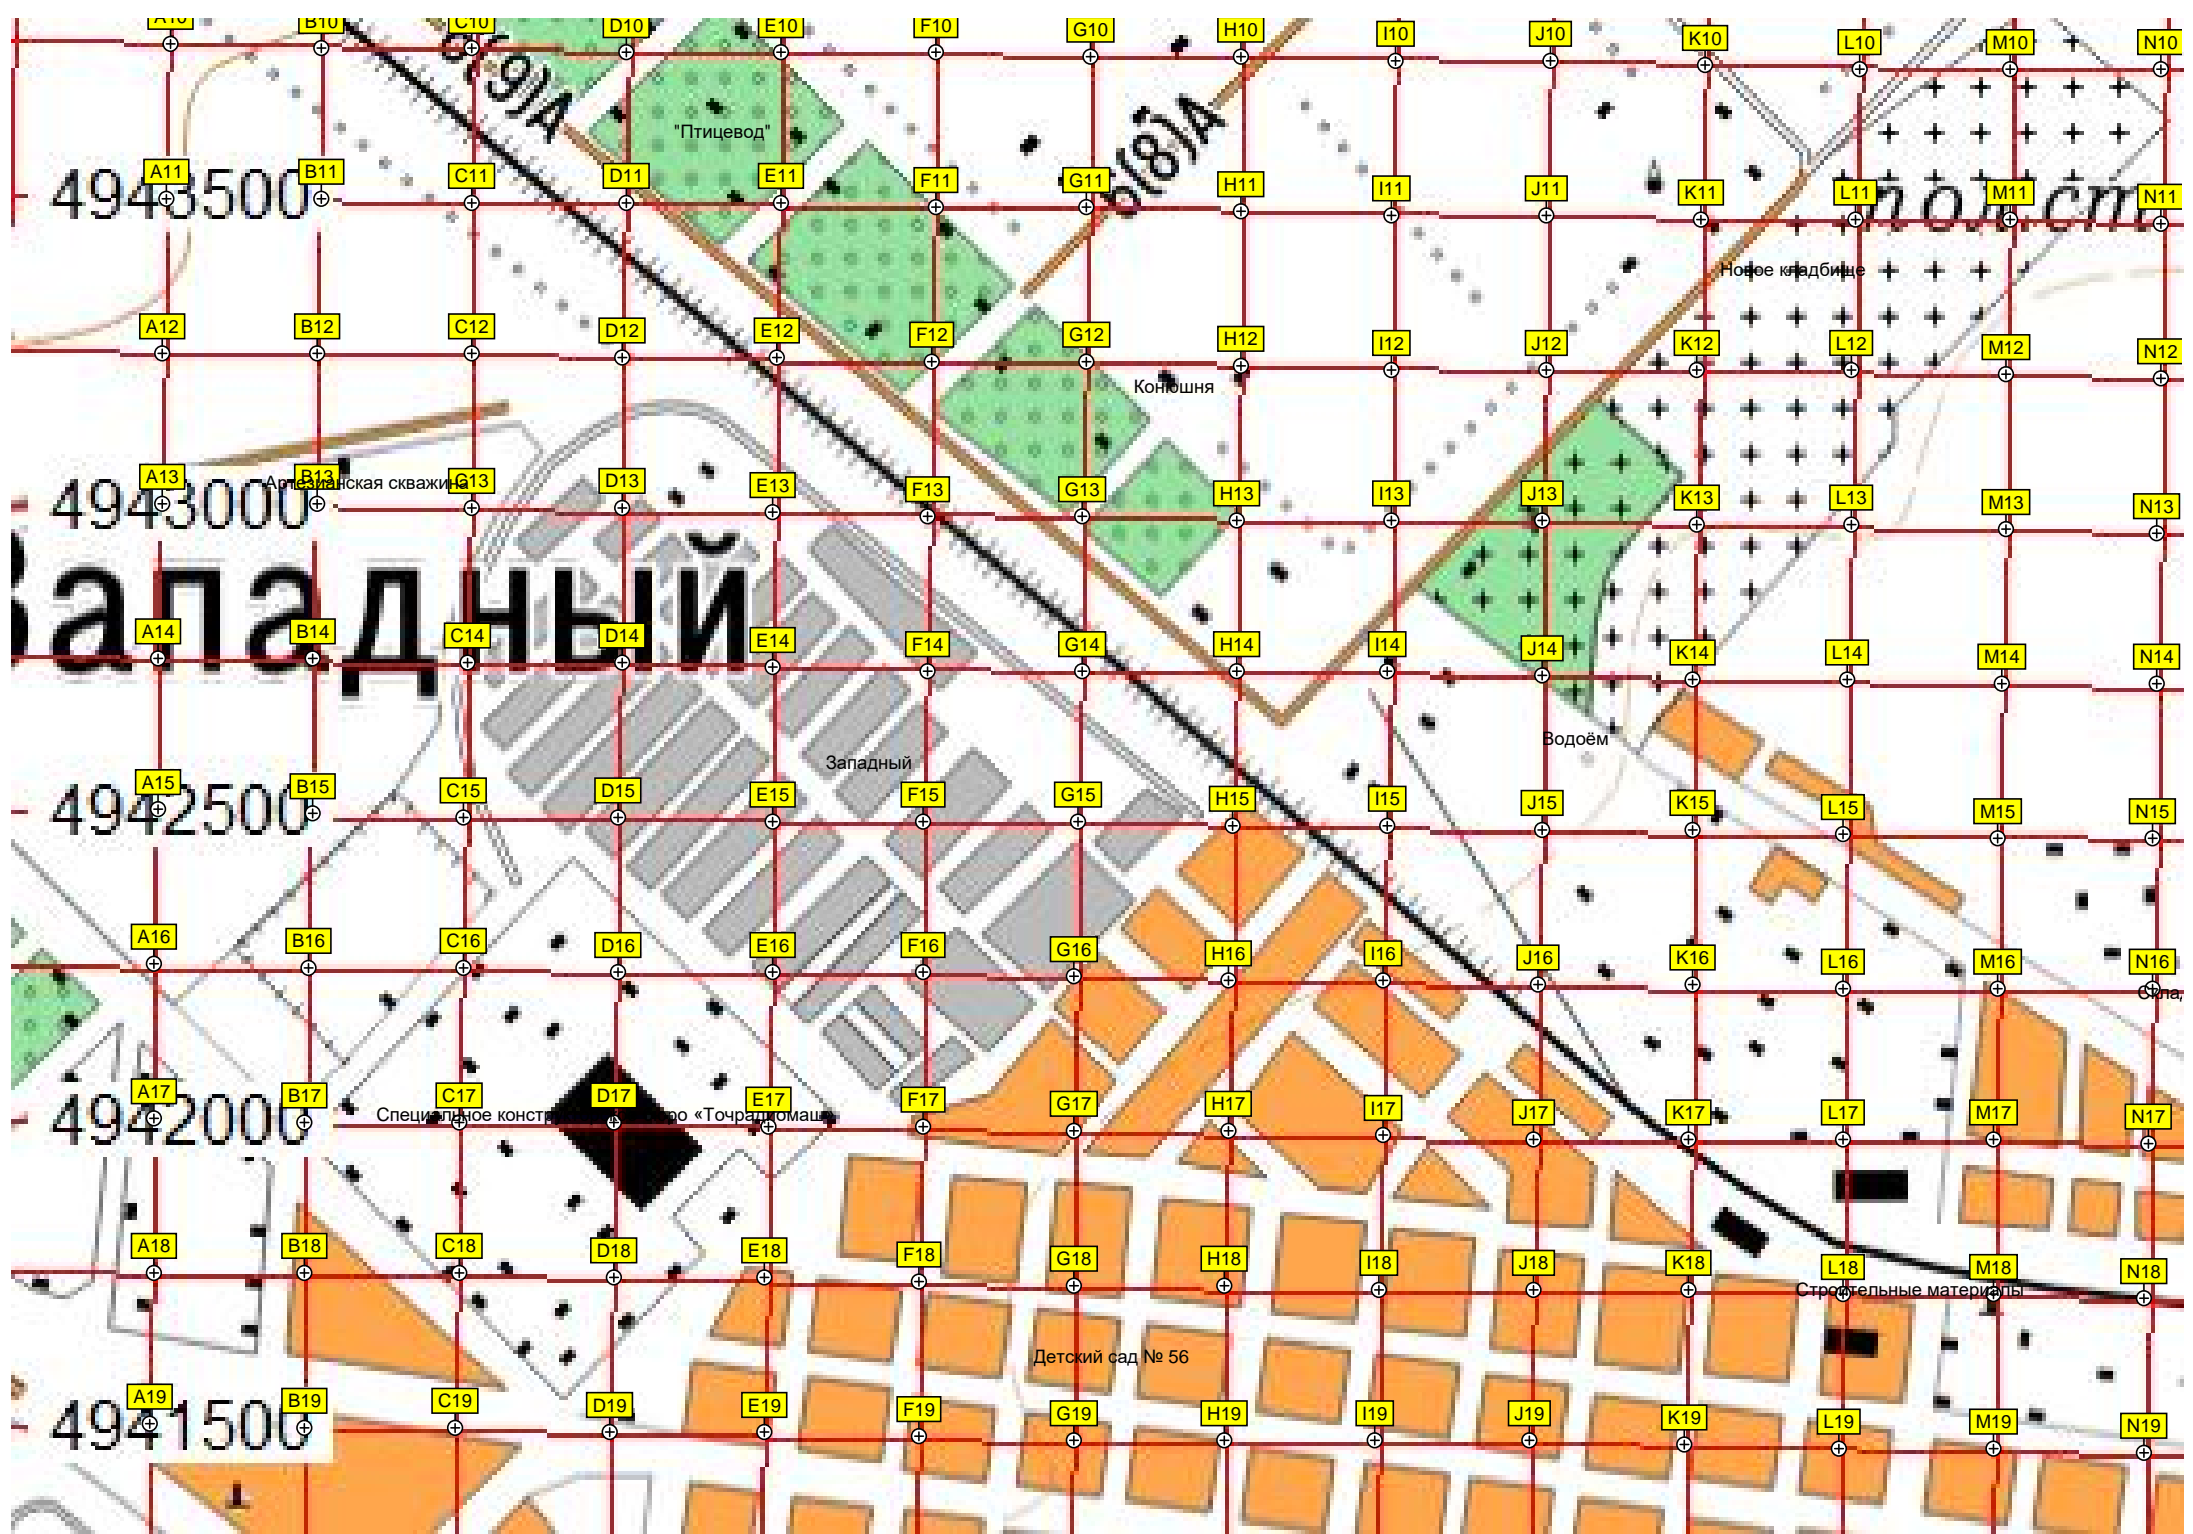 A10 B10 C10 D10 E10 F10 G10 H10 I10 J10 K10 L10 M10 N10
"Птицевод"
6(8)А
4943500
A11 B11 C11 D11 E11 F11 G11 H11 I11 J11 K11 L11 M11 N11
Новое кладбище
A12 B12 C12 D12 E12 F12 G12 H12 I12 J12 K12 L12 M12 N12
Конюшня
Артезианская скважина
4943000
A13 B13 C13 D13 E13 F13 G13 H13 I13 J13 K13 L13 M13 N13
Западный
A14 B14 C14 D14 E14 F14 G14 H14 I14 J14 K14 L14 M14 N14
Водоём
Западный
4942500
A15 B15 C15 D15 E15 F15 G15 H15 I15 J15 K15 L15 M15 N15
A16 B16 C16 D16 E16 F16 G16 H16 I16 J16 K16 L16 M16 N16
4942000
A17 B17 C17 D17 E17 F17 G17 H17 I17 J17 K17 L17 M17 N17
Специальное
A18 B18 C18 D18 E18 F18 G18 H18 I18 J18 K18 L18 M18 N18
Строительные материалы
Детский сад № 56
4941500
A19 B19 C19 D19 E19 F19 G19 H19 I19 J19 K19 L19 M19 N19